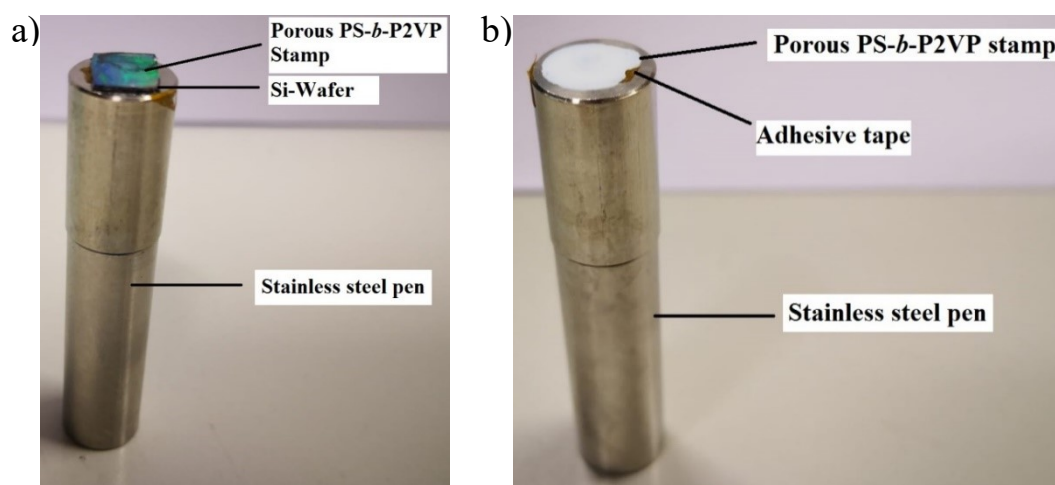 a)
Porous PS-b-P2VP
Stamp
Si-Wafer
Stainless steel pen
b)
Porous PS-b-P2VP stamp
Adhesive tape
Stainless steel pen